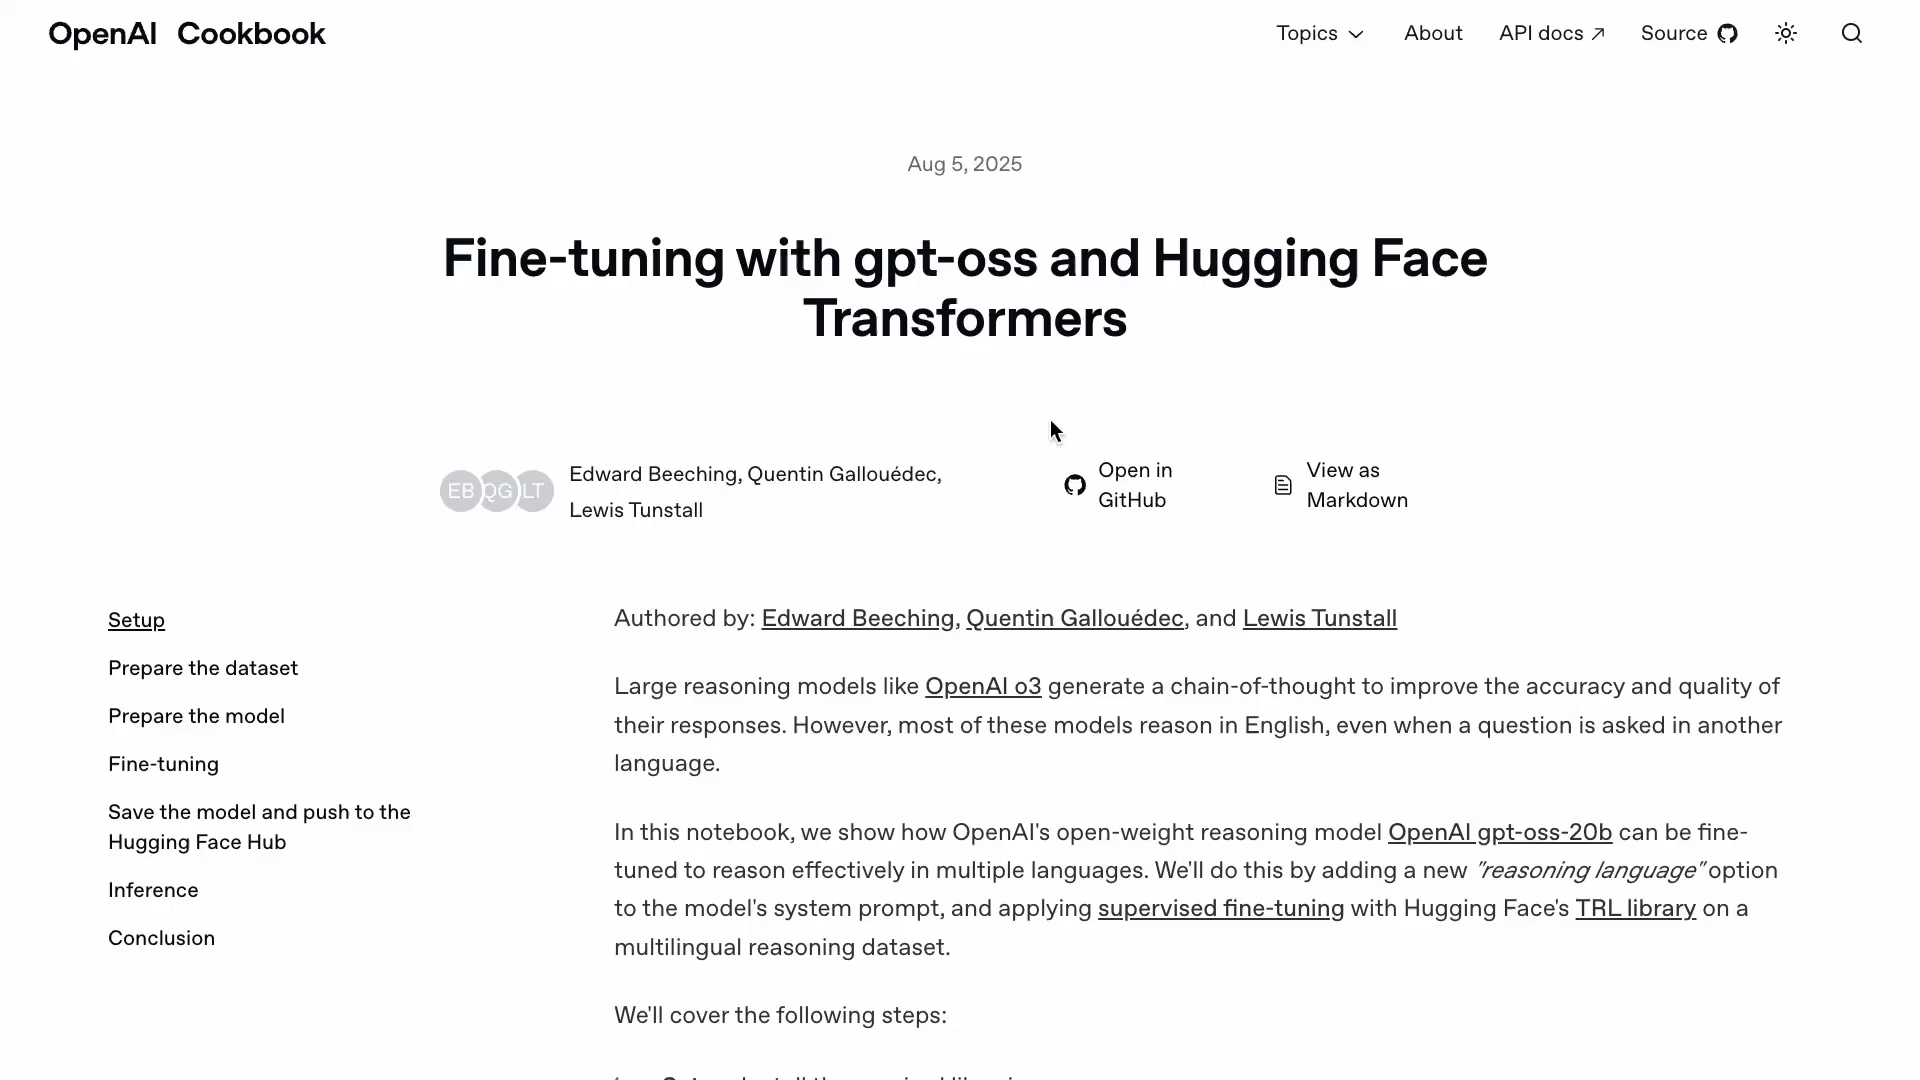 OpenAI Cookbook
Topics
About
API docs
Source
Aug 5, 2025
Fine-tuning with gpt-oss and Hugging Face
Transformers
EB QG LT
Edward Beeching, Quentin Gallouédec,
Lewis Tunstall
Open in
GitHub
View as
Markdown
Setup
Prepare the dataset
Prepare the model
Fine-tuning
Save the model and push to the
Hugging Face Hub
Inference
Conclusion
Authored by: Edward Beeching, Quentin Gallouédec, and Lewis Tunstall
Large reasoning models like OpenAI o3 generate a chain-of-thought to improve the accuracy and quality of
their responses. However, most of these models reason in English, even when a question is asked in another
language.
In this notebook, we show how OpenAI's open-weight reasoning model OpenAI gpt-oss-20b can be fine-
tuned to reason effectively in multiple languages. We'll do this by adding a new "reasoning language" option
to the model's system prompt, and applying supervised fine-tuning with Hugging Face's TRL library on a
multilingual reasoning dataset.
We'll cover the following steps: